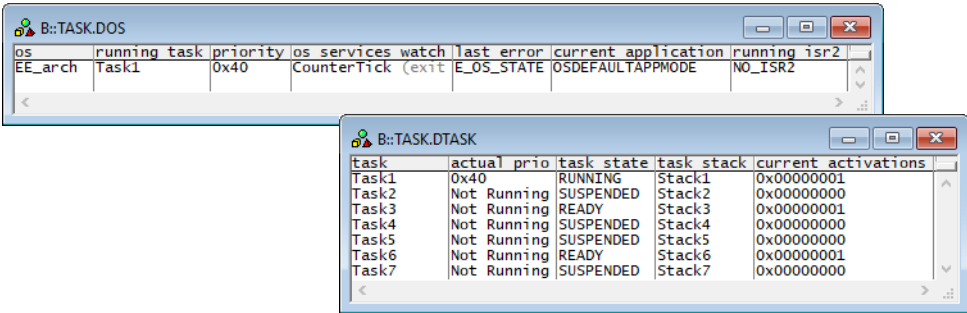 B::TASK.DOS
os running task priority os services watch last error current application running isr2
EE_arch Task1 0x40 CounterTick (exit E_OS_STATE OSDEFAULTAPPMODE NO_ISR2
B::TASK.DTASK
task actual prio task state task stack current activations
Task1 0x40 RUNNING Stack1 0x00000001
Task2 Not Running SUSPENDED Stack2 0x00000000
Task3 Not Running READY Stack3 0x00000001
Task4 Not Running SUSPENDED Stack4 0x00000000
Task5 Not Running SUSPENDED Stack5 0x00000000
Task6 Not Running READY Stack6 0x00000001
Task7 Not Running SUSPENDED Stack7 0x00000000